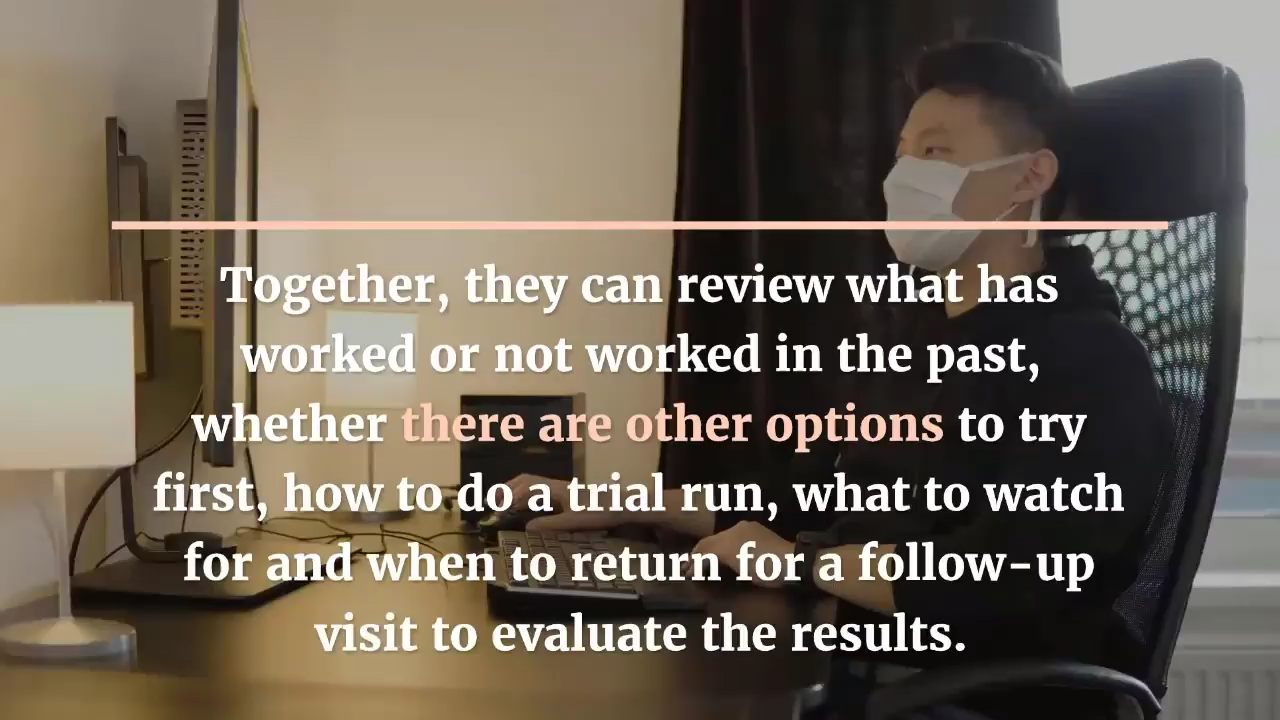 Together, they can review what has
worked or not worked in the past,
whether there are other options to try
first, how to do a trial run, what to watch
for and when to return for a follow-up
visit to evaluate the results.